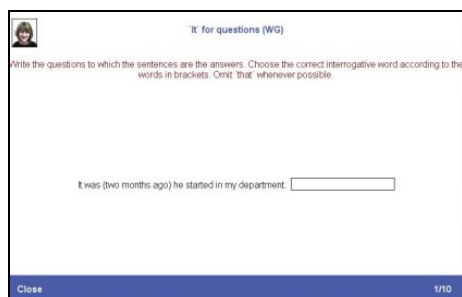 'It' for questions (WG)
Write the questions to which the sentences are the answers. Choose the correct interrogative word according to the
words in brackets. Omit 'that' whenever possible.
It was (two months ago) he started in my department.
Close 1/10